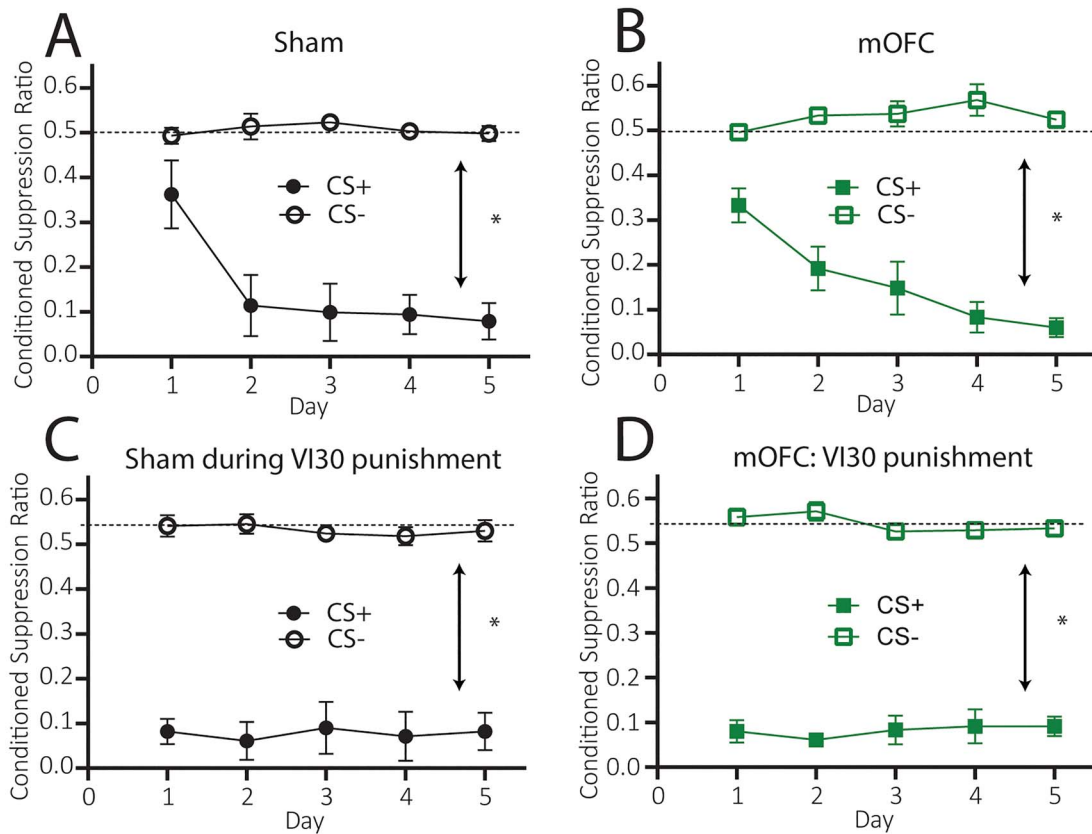 A
Sham
Conditioned Suppression Ratio
0.6
0.5
0.4
0.3
0.2
0.1
0.0
CS+
CS-
*
0 1 2 3 4 5
Day
B
mOFC
Conditioned Suppression Ratio
0.6
0.5
0.4
0.3
0.2
0.1
0.0
CS+
CS-
*
0 1 2 3 4 5
Day
C
Sham during VI30 punishment
Conditioned Suppression Ratio
0.6
0.5
0.4
0.3
0.2
0.1
0.0
CS+
CS-
*
0 1 2 3 4 5
Day
D
mOFC: VI30 punishment
Conditioned Suppression Ratio
0.6
0.5
0.4
0.3
0.2
0.1
0.0
CS+
CS-
*
0 1 2 3 4 5
Day